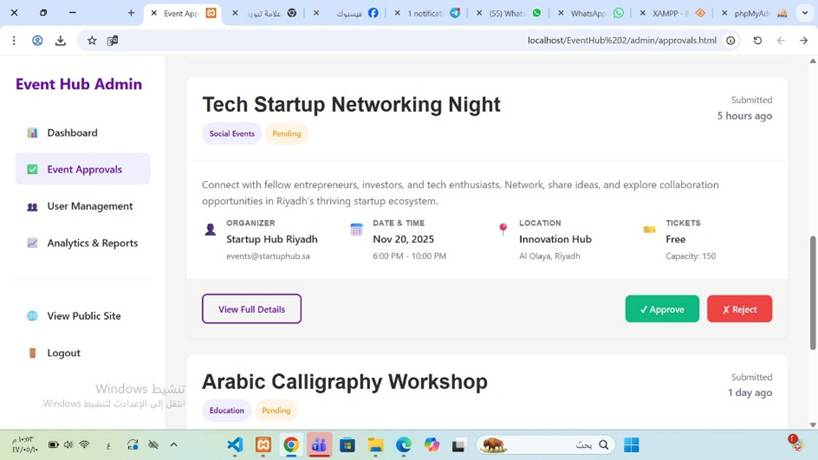 Event Ap
علامة تبوي
فيسبوك
1 notificati
(55) Whats
WhatsApp
XAMPP - I
phpMyAd
localhost/EventHub%202/admin/approvals.html
Event Hub Admin
Dashboard
Event Approvals
User Management
Analytics & Reports
View Public Site
Logout
Tech Startup Networking Night
Submitted
5 hours ago
Social Events
Pending
Connect with fellow entrepreneurs, investors, and tech enthusiasts. Network, share ideas, and explore collaboration
opportunities in Riyadh's thriving startup ecosystem.
ORGANIZER
Startup Hub Riyadh
events@startuphub.sa
DATE & TIME
Nov 20, 2025
6:00 PM - 10:00 PM
LOCATION
Innovation Hub
Al Olaya, Riyadh
TICKETS
Free
Capacity: 150
View Full Details
✓ Approve
✗ Reject
Arabic Calligraphy Workshop
Submitted
1 day ago
Education
Pending
تنشيط Windows
انتقل إلى الإعدادات لتنشيط Windows.
بحث